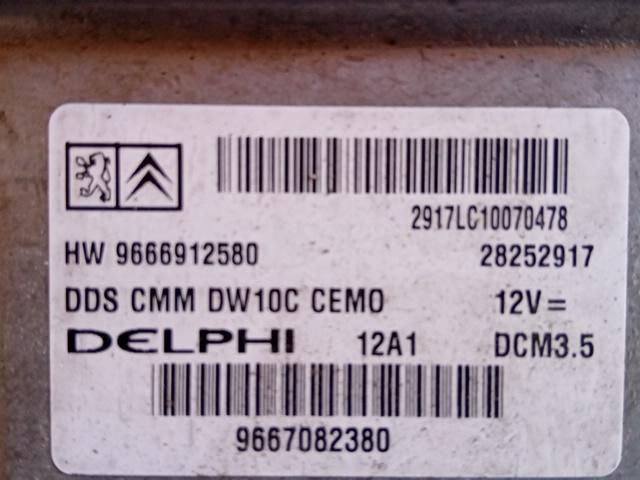 2917LC10070478
HW 9666912580 28252917
DDS CMM DW10C CEMO 12V =
DELPHI 12A1 DCM3.5
9667082380